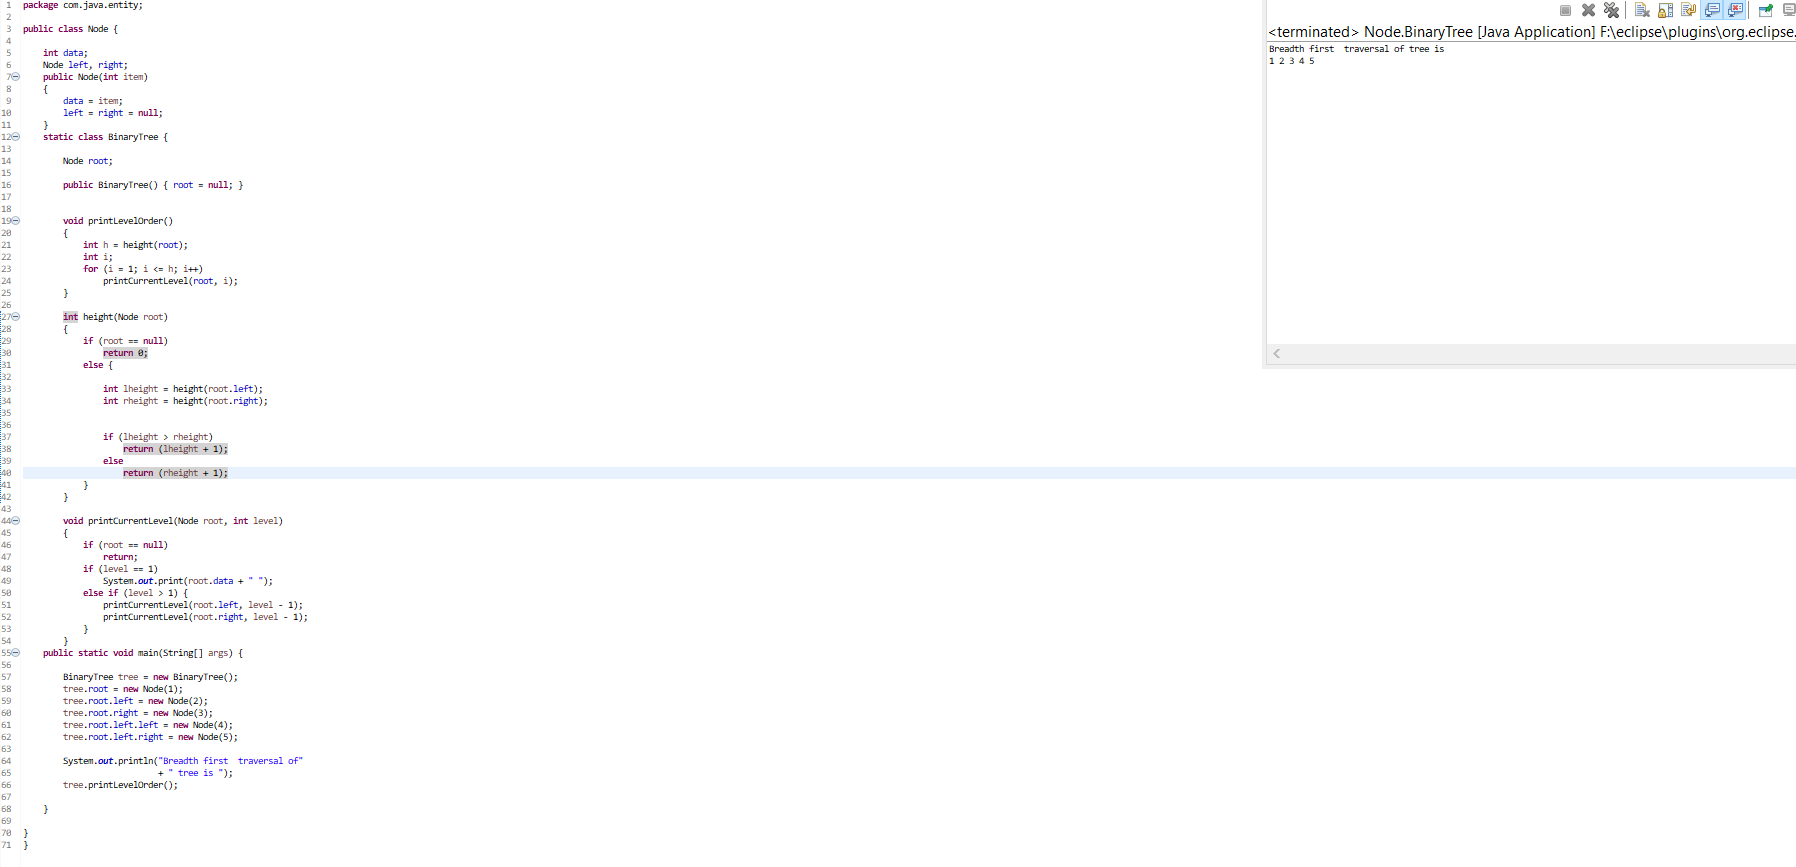 1 package com.java.entity;
2
3 public class Node {
4
5 int data;
6 Node left, right;
7 public Node(int item)
8 {
9 data = item;
10 left = right = null;
11 }
12 static class BinaryTree {
13
14 Node root;
15
16 public BinaryTree() { root = null; }
17
18
19 void printLevelOrder()
20 {
21 int h = height(root);
22 int i;
23 for (i = 1; i <= h; i++)
24 printCurrentLevel(root, i);
25 }
26
27 int height(Node root)
28 {
29 if (root == null)
30 return 0;
31 else {
32
33 int lheight = height(root.left);
34 int rheight = height(root.right);
35
36
37 if (lheight > rheight)
38 return (lheight + 1);
39 else
40 return (rheight + 1);
41 }
42 }
43
44 void printCurrentLevel(Node root, int level)
45 {
46 if (root == null)
47 return;
48 if (level == 1)
49 System.out.print(root.data + " ");
50 else if (level > 1) {
51 printCurrentLevel(root.left, level - 1);
52 printCurrentLevel(root.right, level - 1);
53 }
54 }
55 public static void main(String[] args) {
56
57 BinaryTree tree = new BinaryTree();
58 tree.root = new Node(1);
59 tree.root.left = new Node(2);
60 tree.root.right = new Node(3);
61 tree.root.left.left = new Node(4);
62 tree.root.left.right = new Node(5);
63
64 System.out.println("Breadth first  traversal of"
65 + " tree is ");
66 tree.printLevelOrder();
67
68 }
69
70 }
71 }
<terminated> Node.BinaryTree [Java Application] F:\eclipse\plugins\org.eclipse.
Breadth first  traversal of tree is
1 2 3 4 5